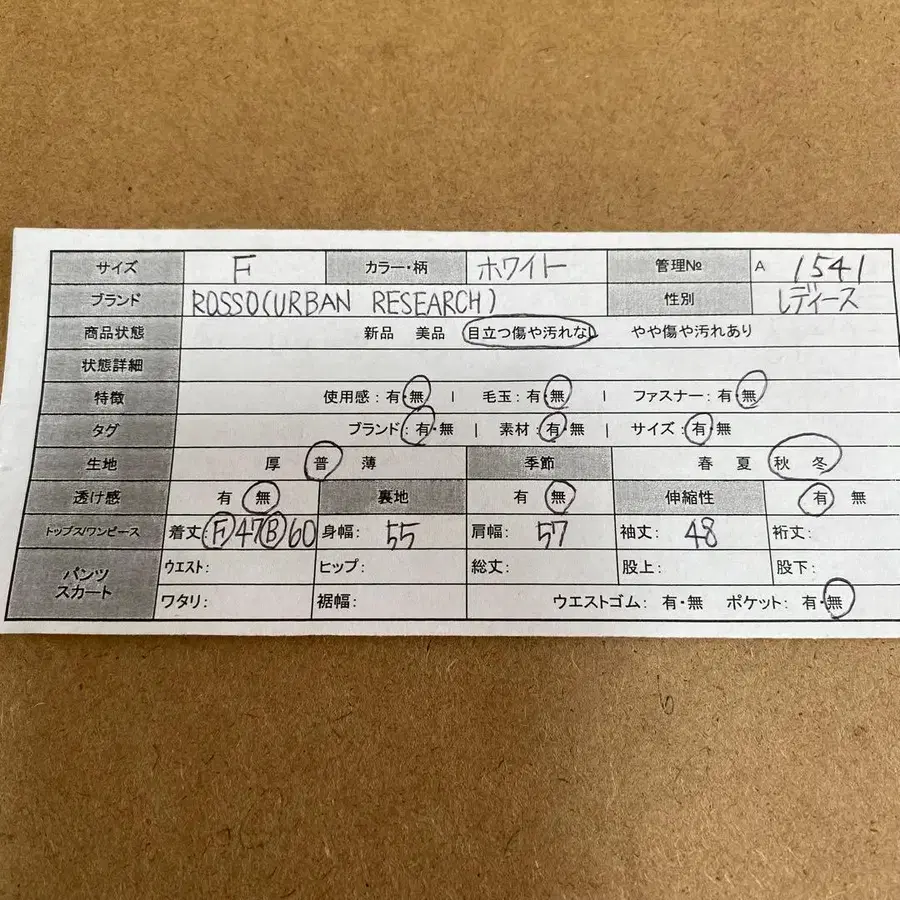 サイズ F カラー・柄 ホワイト 管理№ A 1541
ブランド ROSSO(URBAN RESEARCH) 性別 レディース
商品状態 新品 美品 目立つ傷や汚れなし やや傷や汚れあり
状態詳細
特徴 使用感:有・無 | 毛玉:有・無 | ファスナー:有・無
タグ ブランド:有・無 | 素材:有・無 | サイズ:有・無
生地 厚 普 薄 季節 春 夏 秋 冬
透け感 有 無 裏地 有 無 伸縮性 有 無
トップス/ワンピース 着丈:F47B60 身幅: 55 肩幅: 57 袖丈: 48 裄丈:
パンツ スカート ウエスト: ヒップ: 総丈: 股上: 股下:
ワタリ: 裾幅: ウエストゴム: 有・無 ポケット: 有・無